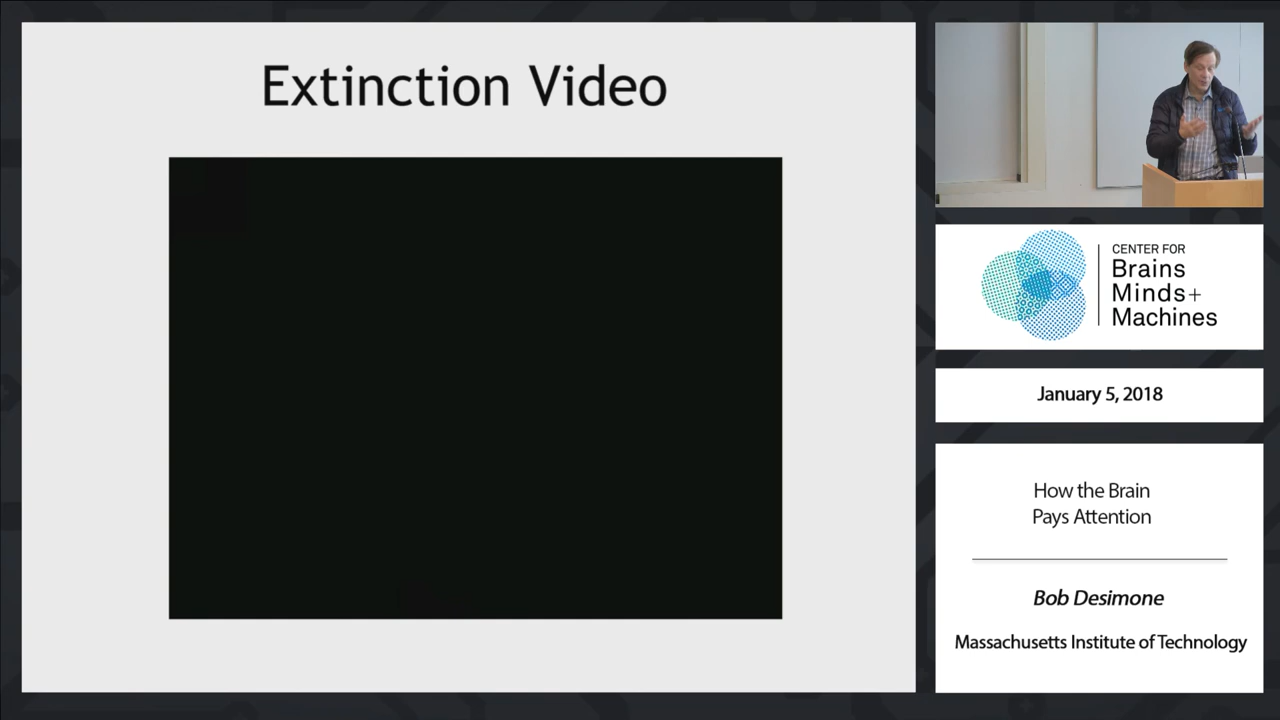 Extinction Video
CENTER FOR
Brains
Minds+
Machines
January 5, 2018
How the Brain
Pays Attention
Bob Desimone
Massachusetts Institute of Technology